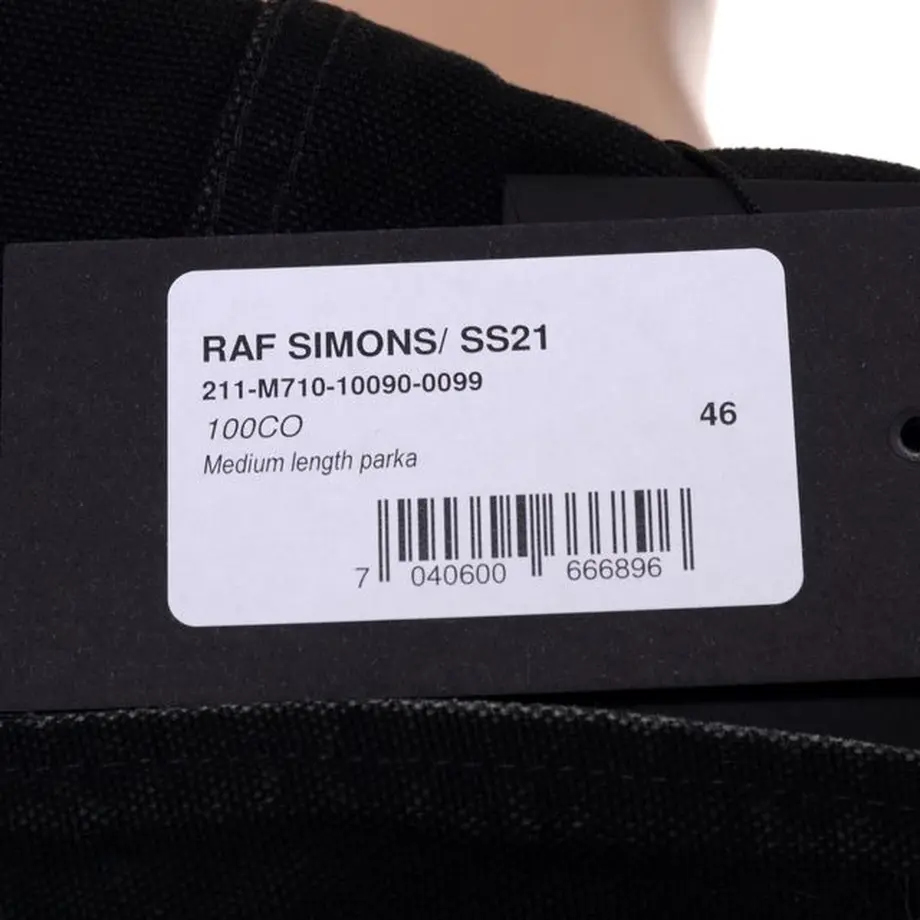 RAF SIMONS/ SS21
211-M710-10090-0099
100CO
46
Medium length parka
7 040600 666896